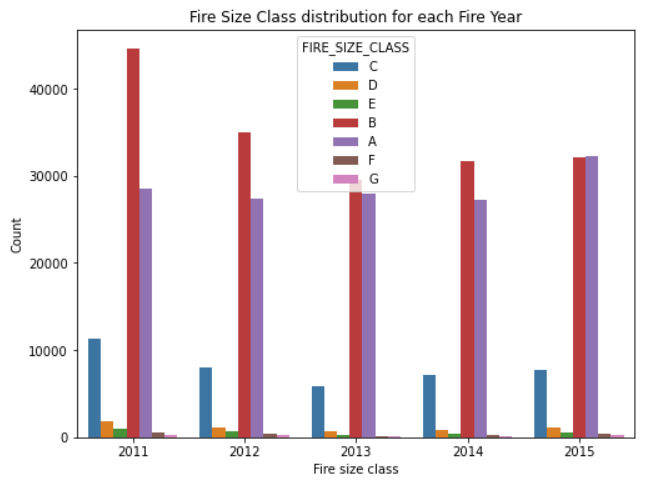 Fire Size Class distribution for each Fire Year
FIRE_SIZE_CLASS
C
D
E
B
A
F
G
40000
30000
20000
10000
0
Count
2011 2012 2013 2014 2015
Fire size class